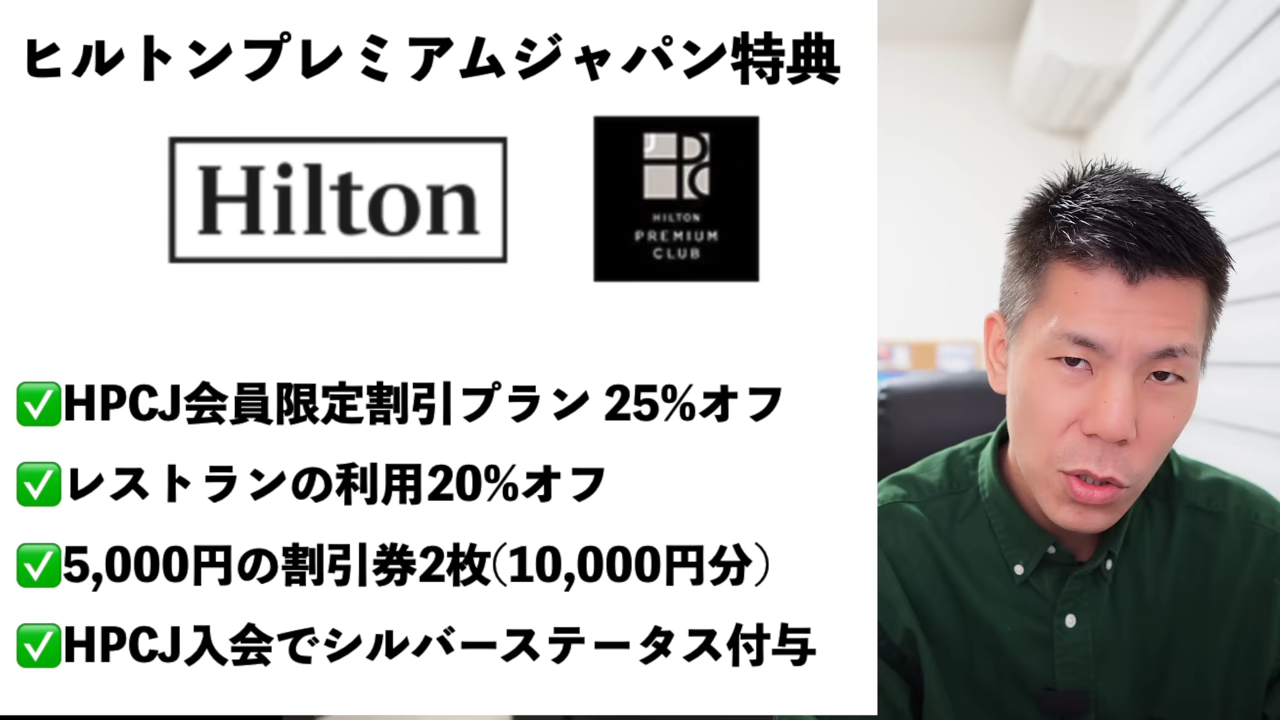 ヒルトンプレミアムジャパン特典
Hilton
HILTON
PREMIUM
CLUB
✅HPCJ会員限定割引プラン 25%オフ
✅レストランの利用20%オフ
✅5,000円の割引券2枚(10,000円分)
✅HPCJ入会でシルバーステータス付与